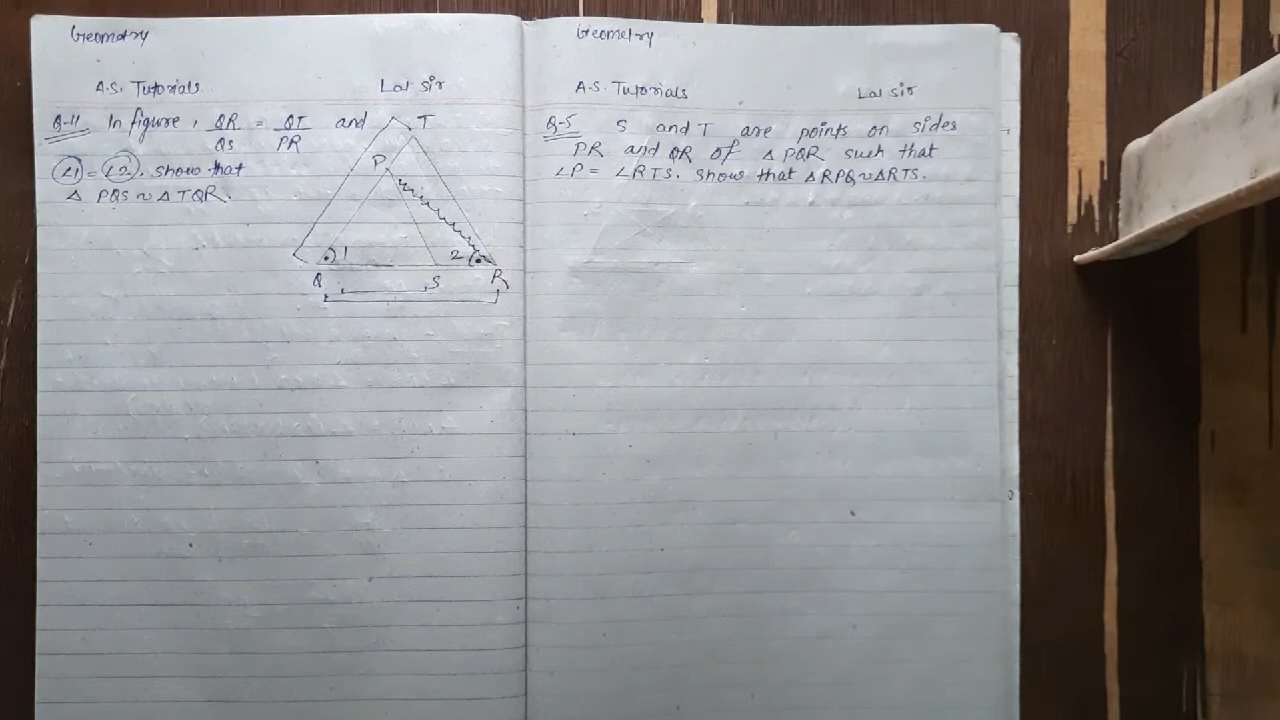 Geometry
A.S. Tutorials Lal Sir
Q-4 In figure, QR/QS = QT/PR and
∠1 = ∠2. show that
△ PQS ~ △ TQR.
T
P
1 2
Q S R
Geometry
A.S. Tutorials Lal Sir
Q-5 S and T are points on sides
PR and QR of △ PQR such that
∠P = ∠RTS. Show that △RPQ ~ △RTS.